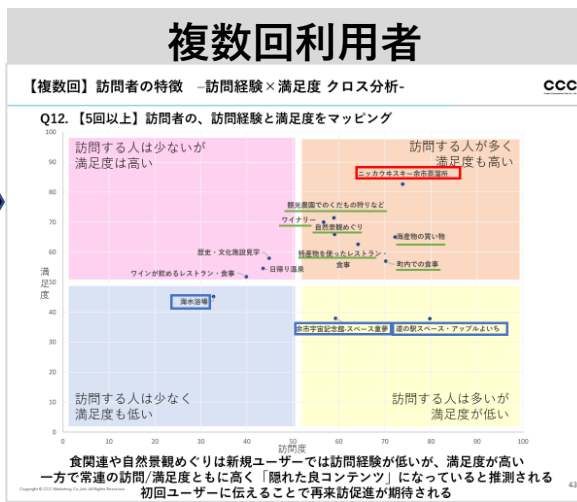 複数回利用者
【複数回】訪問者の特徴 –訪問経験×満足度 クロス分析-
CCC
Q12. 【5回以上】訪問者の、訪問経験と満足度をマッピング
100
90
80
70
60
50
40
30
20
10
0
満足度
訪問する人は少ないが
満足度は高い
訪問する人が多く
満足度も高い
ニッカウヰスキー余市蒸溜所
観光農園でのくだもの狩りなど
ワイナリー
自然景観めぐり
海産物の買い物
歴史・文化施設見学
特産物を使ったレストラン・
食事
町内での食事
日帰り温泉
ワインが飲めるレストラン・食事
海水浴場
余市宇宙記念館-スペース童夢
道の駅スペース・アップルよいち
訪問する人は少なく
満足度も低い
訪問する人は多いが
満足度が低い
0 10 20 30 40 50 60 70 80 90 100
訪問度
食関連や自然景観めぐりは新規ユーザーでは訪問経験が低いが、満足度が高い
一方で常連の訪問/満足度ともに高く「隠れた良コンテンツ」になっていると推測される
初回ユーザーに伝えることで再来訪促進が期待される
Copyright © CCC Marketing Co.,Ltd. All Rights Reserved.
43